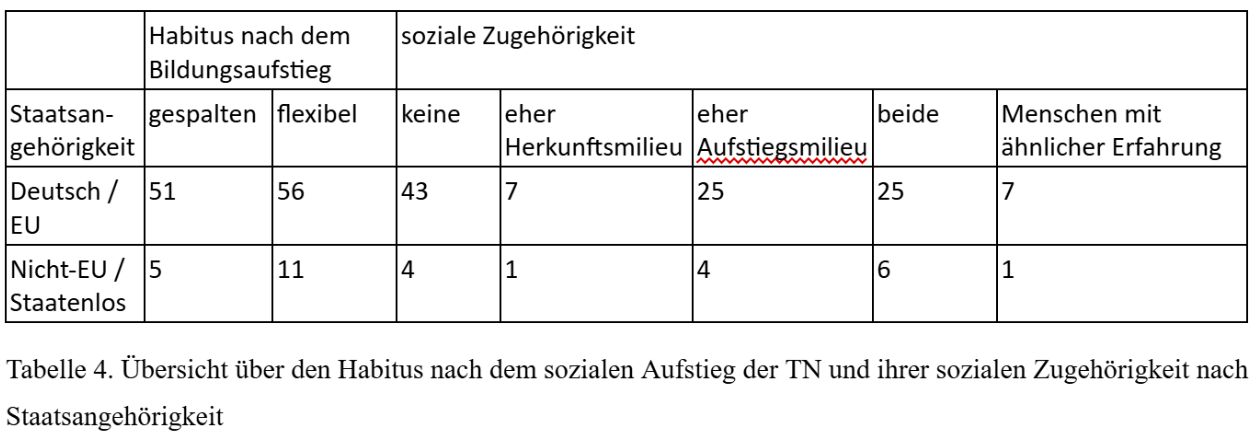 Habitus nach dem Bildungsaufstieg soziale Zugehörigkeit
Staatsan-gehörigkeit gespalten flexibel keine eher Herkunftsmilieu eher Aufstiegsmilieu beide Menschen mit ähnlicher Erfahrung
Deutsch / EU 51 56 43 7 25 25 7
Nicht-EU / Staatenlos 5 11 4 1 4 6 1
Tabelle 4. Übersicht über den Habitus nach dem sozialen Aufstieg der TN und ihrer sozialen Zugehörigkeit nach
Staatsangehörigkeit